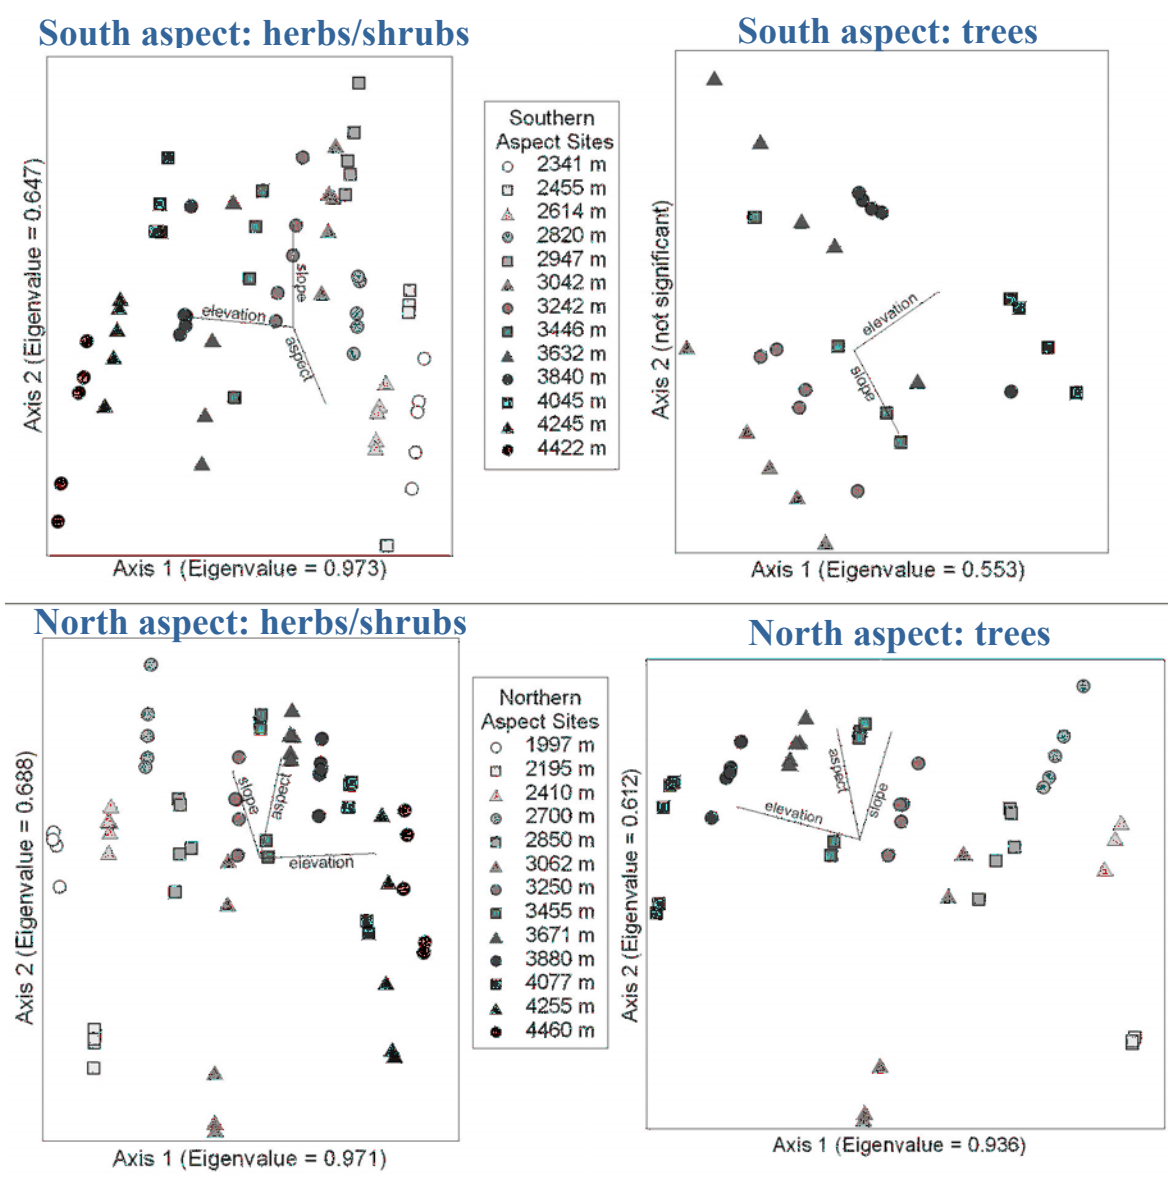 South aspect: herbs/shrubs
South aspect: trees
Axis 2 (Eigenvalue = 0.647)
slope
elevation
aspect
Axis 1 (Eigenvalue = 0.973)
Southern
Aspect Sites
2341 m
2455 m
2614 m
2820 m
2947 m
3042 m
3242 m
3446 m
3632 m
3840 m
4045 m
4245 m
4422 m
Axis 2 (not significant)
elevation
slope
Axis 1 (Eigenvalue = 0.553)
North aspect: herbs/shrubs
North aspect: trees
Axis 2 (Eigenvalue = 0.688)
slope
aspect
elevation
Axis 1 (Eigenvalue = 0.971)
Northern
Aspect Sites
1997 m
2195 m
2410 m
2700 m
2850 m
3062 m
3250 m
3455 m
3671 m
3880 m
4077 m
4255 m
4460 m
Axis 2 (Eigenvalue = 0.612)
aspect
slope
elevation
Axis 1 (Eigenvalue = 0.936)